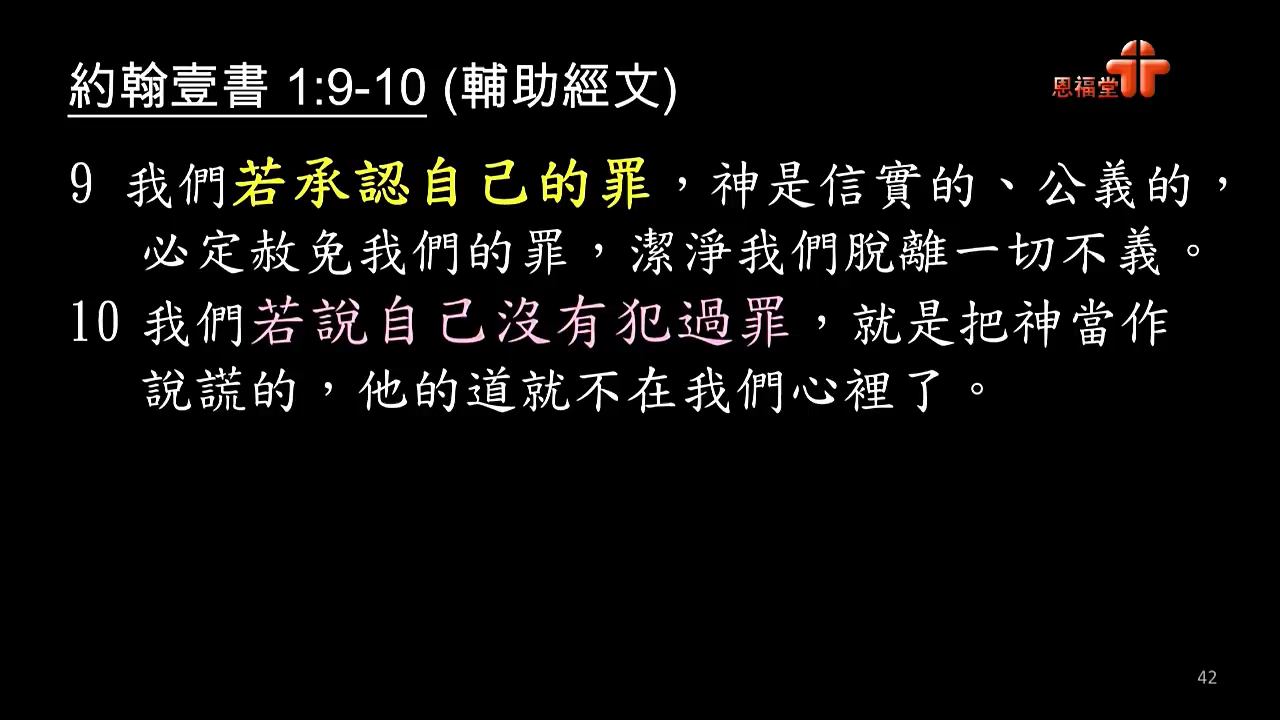 約翰壹書 1:9-10 (輔助經文)
恩福堂
9 我們若承認自己的罪，神是信實的、公義的，
必定赦免我們的罪，潔淨我們脫離一切不義。
10 我們若說自己沒有犯過罪，就是把神當作
說謊的，他的道就不在我們心裡了。
42